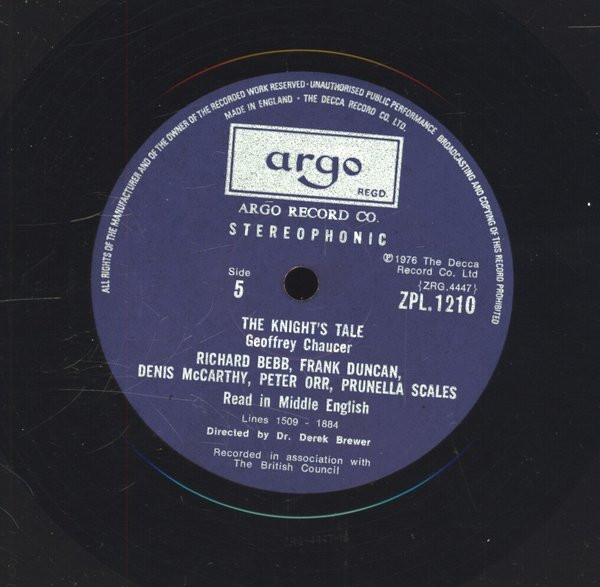 ALL RIGHTS OF THE MANUFACTURER AND OF THE OWNER OF THE RECORDED WORK RESERVED · UNAUTHORISED PUBLIC PERFORMANCE BROADCASTING AND COPYING OF THIS RECORD PROHIBITED
MADE IN ENGLAND · THE DECCA RECORD CO. LTD.
argo
REGD.
ARGO RECORD CO.
STEREOPHONIC
℗1976 The Decca
Record Co. Ltd
Side
5
{ZRG.4447}
ZPL.1210
THE KNIGHT'S TALE
Geoffrey Chaucer
RICHARD BEBB, FRANK DUNCAN,
DENIS McCARTHY, PETER ORR, PRUNELLA SCALES
Read in Middle English
Lines 1509 - 1884
Directed by Dr. Derek Brewer
Recorded in association with
The British Council